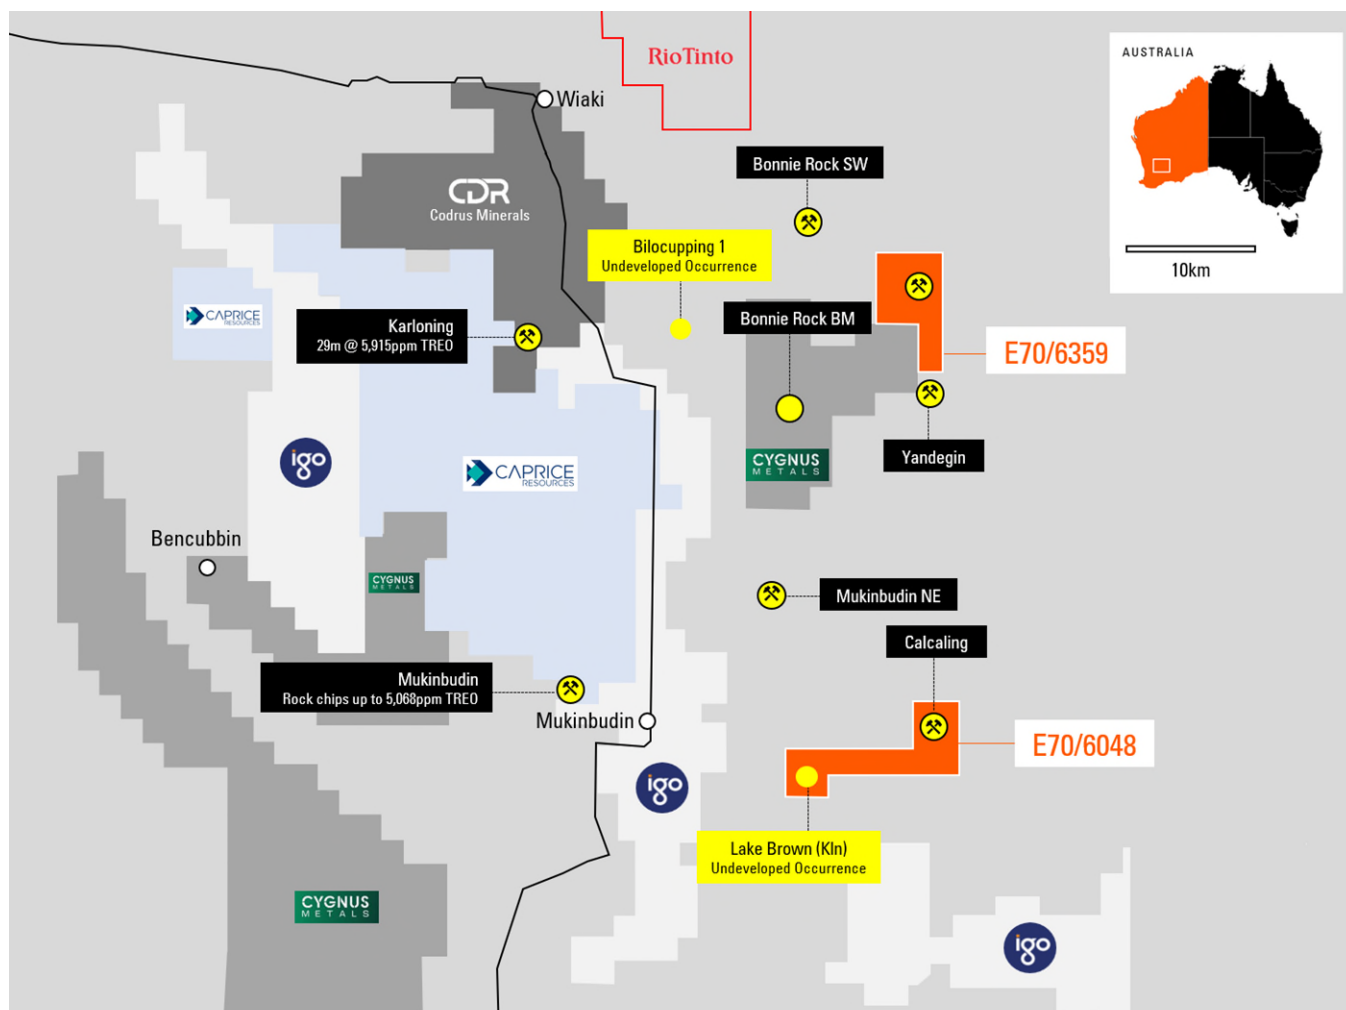 RioTinto
AUSTRALIA
10km
Wiaki
Bonnie Rock SW
CDR
Codrus Minerals
Bilocupping 1
Undeveloped Occurrence
CAPRICE
RESOURCES
Karloning
29m @ 5,915ppm TREO
Bonnie Rock BM
E70/6359
igo
CAPRICE
RESOURCES
CYGNUS
METALS
Yandegin
Bencubbin
CYGNUS
METALS
Mukinbudin NE
Calcaling
Mukinbudin
Rock chips up to 5,068ppm TREO
Mukinbudin
E70/6048
igo
Lake Brown (Kln)
Undeveloped Occurrence
CYGNUS
METALS
igo